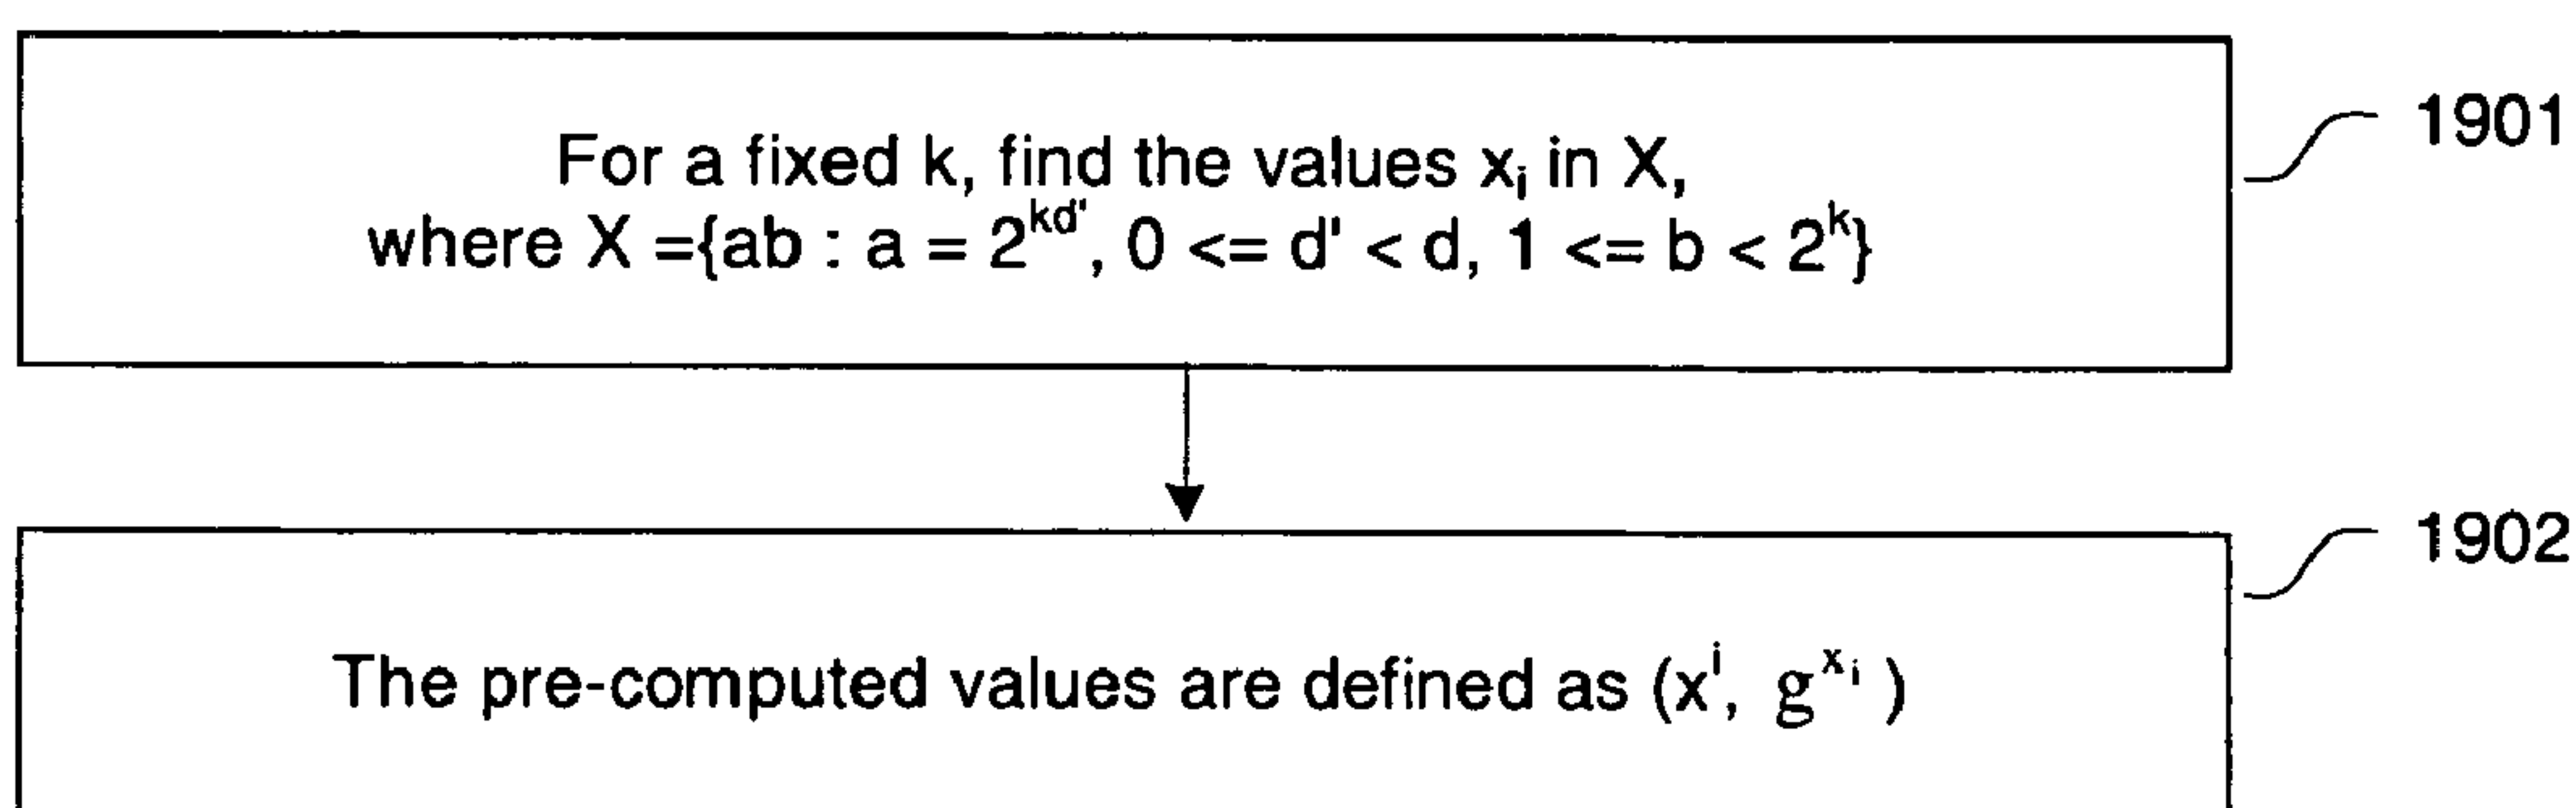 For a fixed k, find the values xᵢ in X,
where X ={ab : a = 2^{kd'}, 0 <= d' < d, 1 <= b < 2^k}
1901
The pre-computed values are defined as (x^i, g^{x_i} )
1902